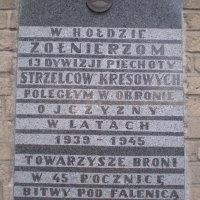 W HOŁDZIE
ŻOŁNIERZOM
13 DYWIZJI PIECHOTY
STRZELCÓW KRESOWYCH
POLEGŁYM W OBRONIE
OJCZYZNY
W LATACH
1939-1945
TOWARZYSZE BRONI
W 45 ROCZNICĘ
BITWY POD FALENICĄ